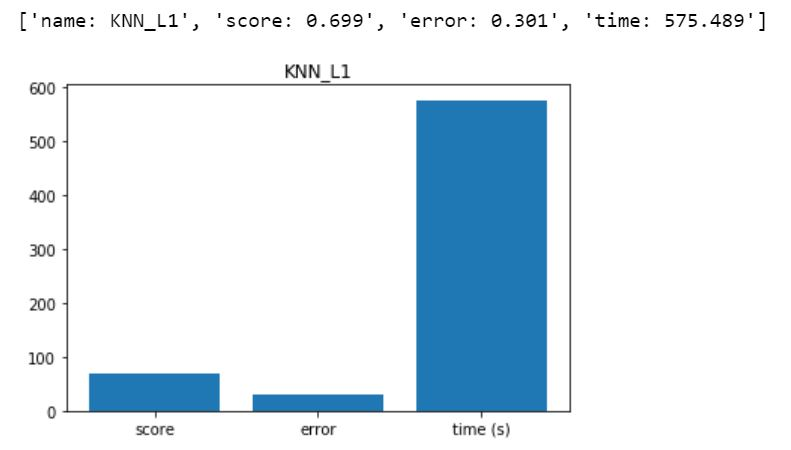 ['name: KNN_L1', 'score: 0.699', 'error: 0.301', 'time: 575.489']
KNN_L1
600
500
400
300
200
100
0
score error time (s)